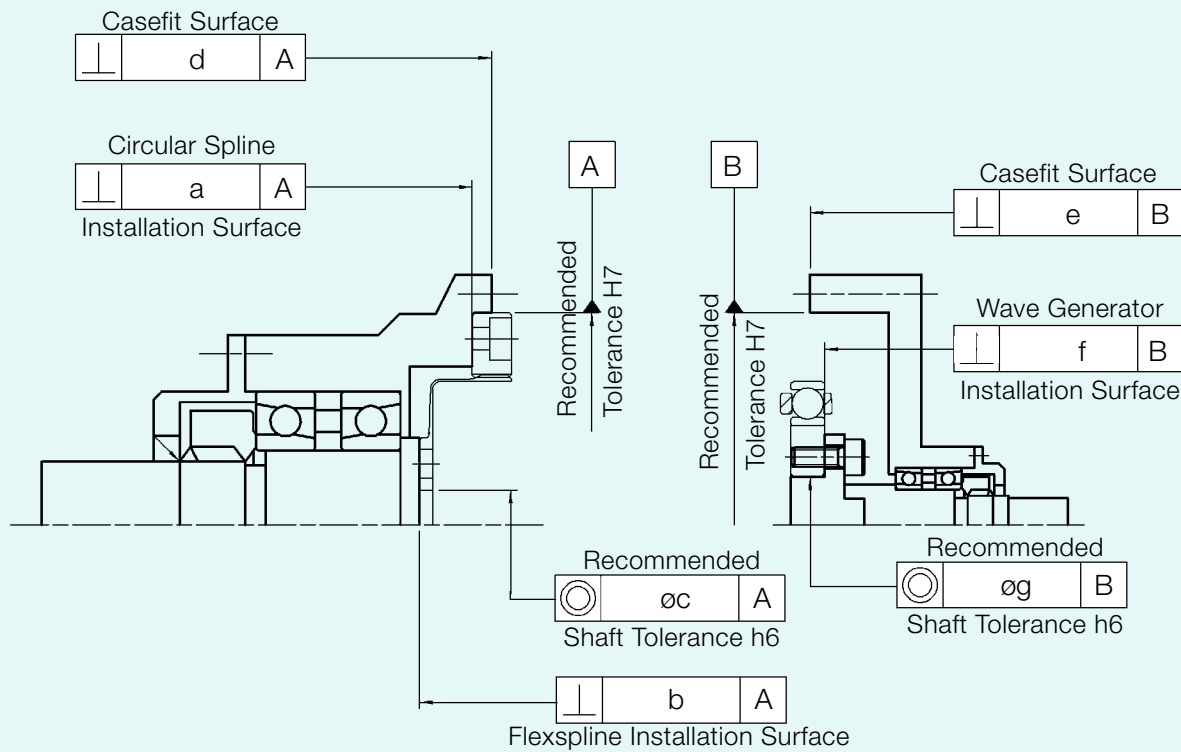 Casefit Surface
⊥ d A
Circular Spline
⊥ a A
Installation Surface
A
B
Recommended
Tolerance H7
Recommended
Tolerance H7
Casefit Surface
⊥ e B
Wave Generator
⊥ f B
Installation Surface
Recommended
◎ øc A
Shaft Tolerance h6
Recommended
◎ øg B
Shaft Tolerance h6
⊥ b A
Flexspline Installation Surface